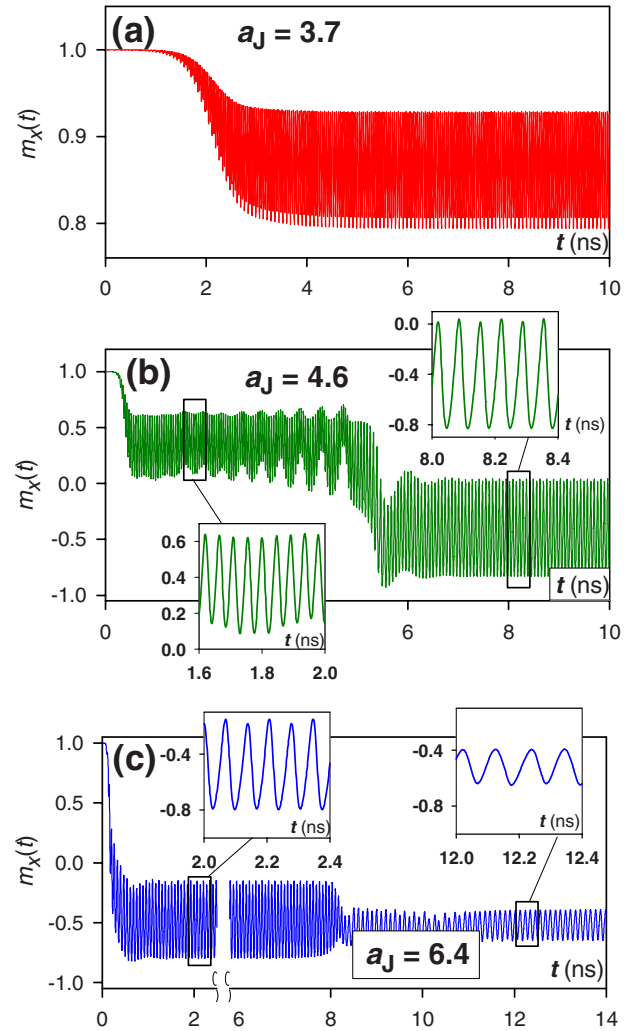 (a)
a_J = 3.7
m_x(t)
1.0
0.9
0.8
t (ns)
0 2 4 6 8 10
(b)
a_J = 4.6
m_x(t)
1.0
0.5
0.0
-0.5
-1.0
t (ns)
6 8 10
0.0
-0.4
-0.8
t (ns)
8.0 8.2 8.4
0.6
0.4
0.2
0.0
t (ns)
1.6 1.8 2.0
(c)
a_J = 6.4
m_x(t)
1.0
0.5
0.0
-0.5
-1.0
t (ns)
0 2 6 8 10 12 14
-0.4
-0.8
t (ns)
2.0 2.2 2.4
-0.4
-0.8
t (ns)
12.0 12.2 12.4